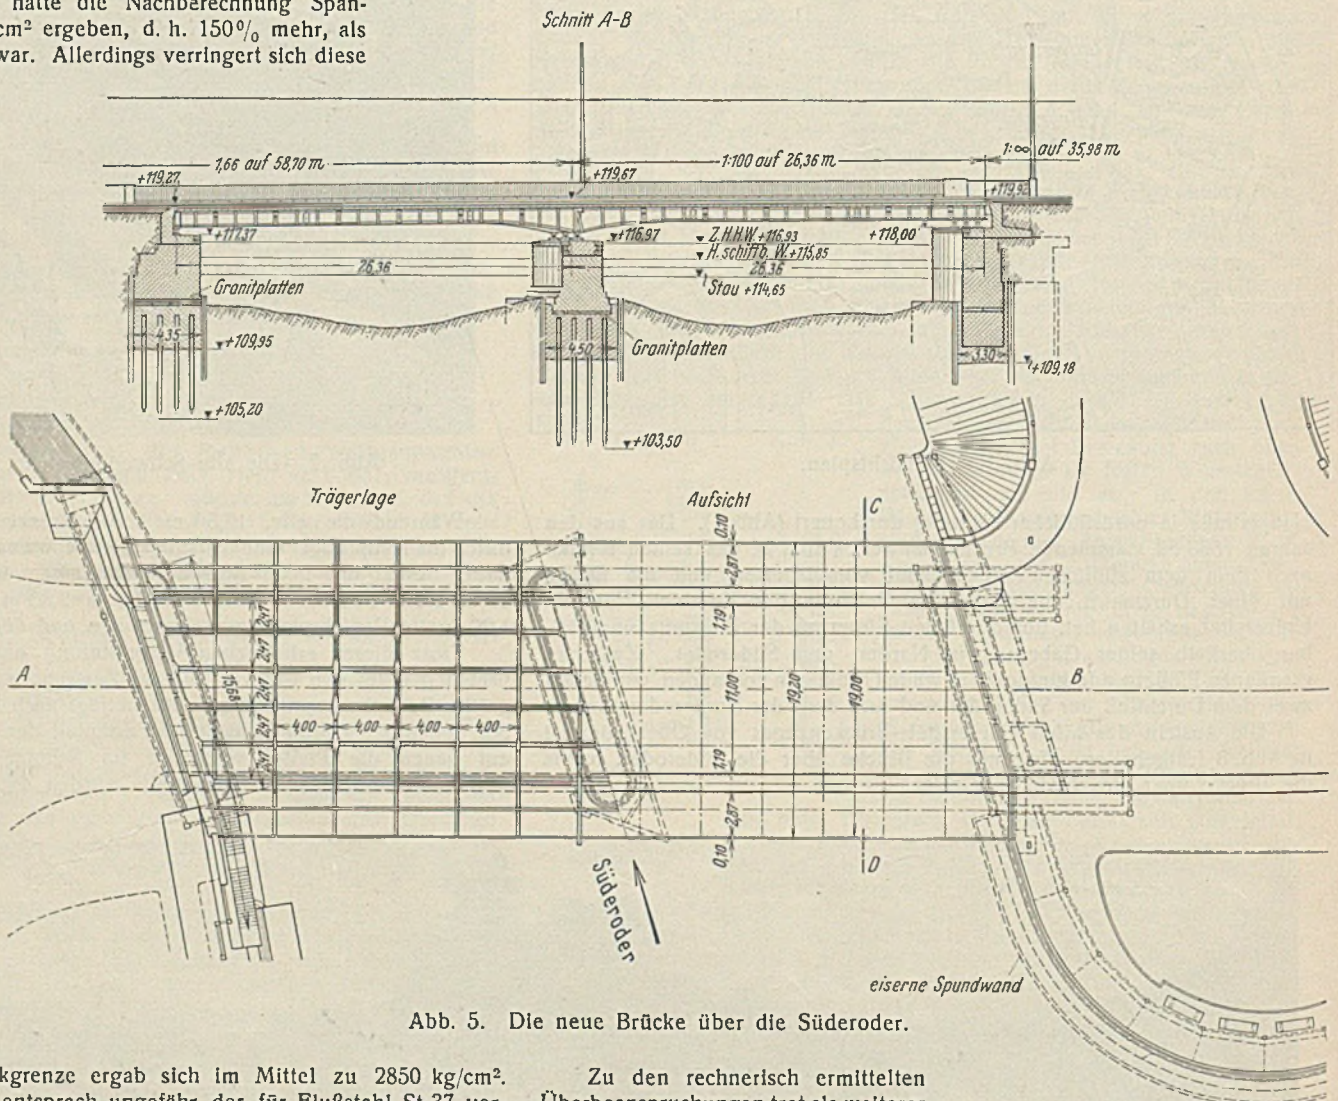 hatte die Nachberechnung Span-
cm² ergeben, d. h. 150% mehr, als
war. Allerdings verringert sich diese
Schnitt A-B
1,66 auf 58,70 m
1:100 auf 26,36 m
1:∞ auf 35,98 m
+119,27
+119,67
+119,92
+117,37
+116,97
Z.H.H.W. +116,93
+118,00
H. schiffb. W. +115,85
26,36
26,36
Stau +114,65
Granitplatten
4,35
+109,95
4,50
Granitplatten
3,30
+109,18
+105,20
+103,50
Trägerlage
Aufsicht
C
0,10
2,87
2,47
1,19
2,47
A
15,68
2,47
11,00
19,20
19,00
B
2,47
4,00
4,00
4,00
4,00
2,47
1,19
2,87
0,10
D
Süderoder
eiserne Spundwand
Abb. 5. Die neue Brücke über die Süderoder.
kgrenze ergab sich im Mittel zu 2850 kg/cm².
Zu den rechnerisch ermittelten